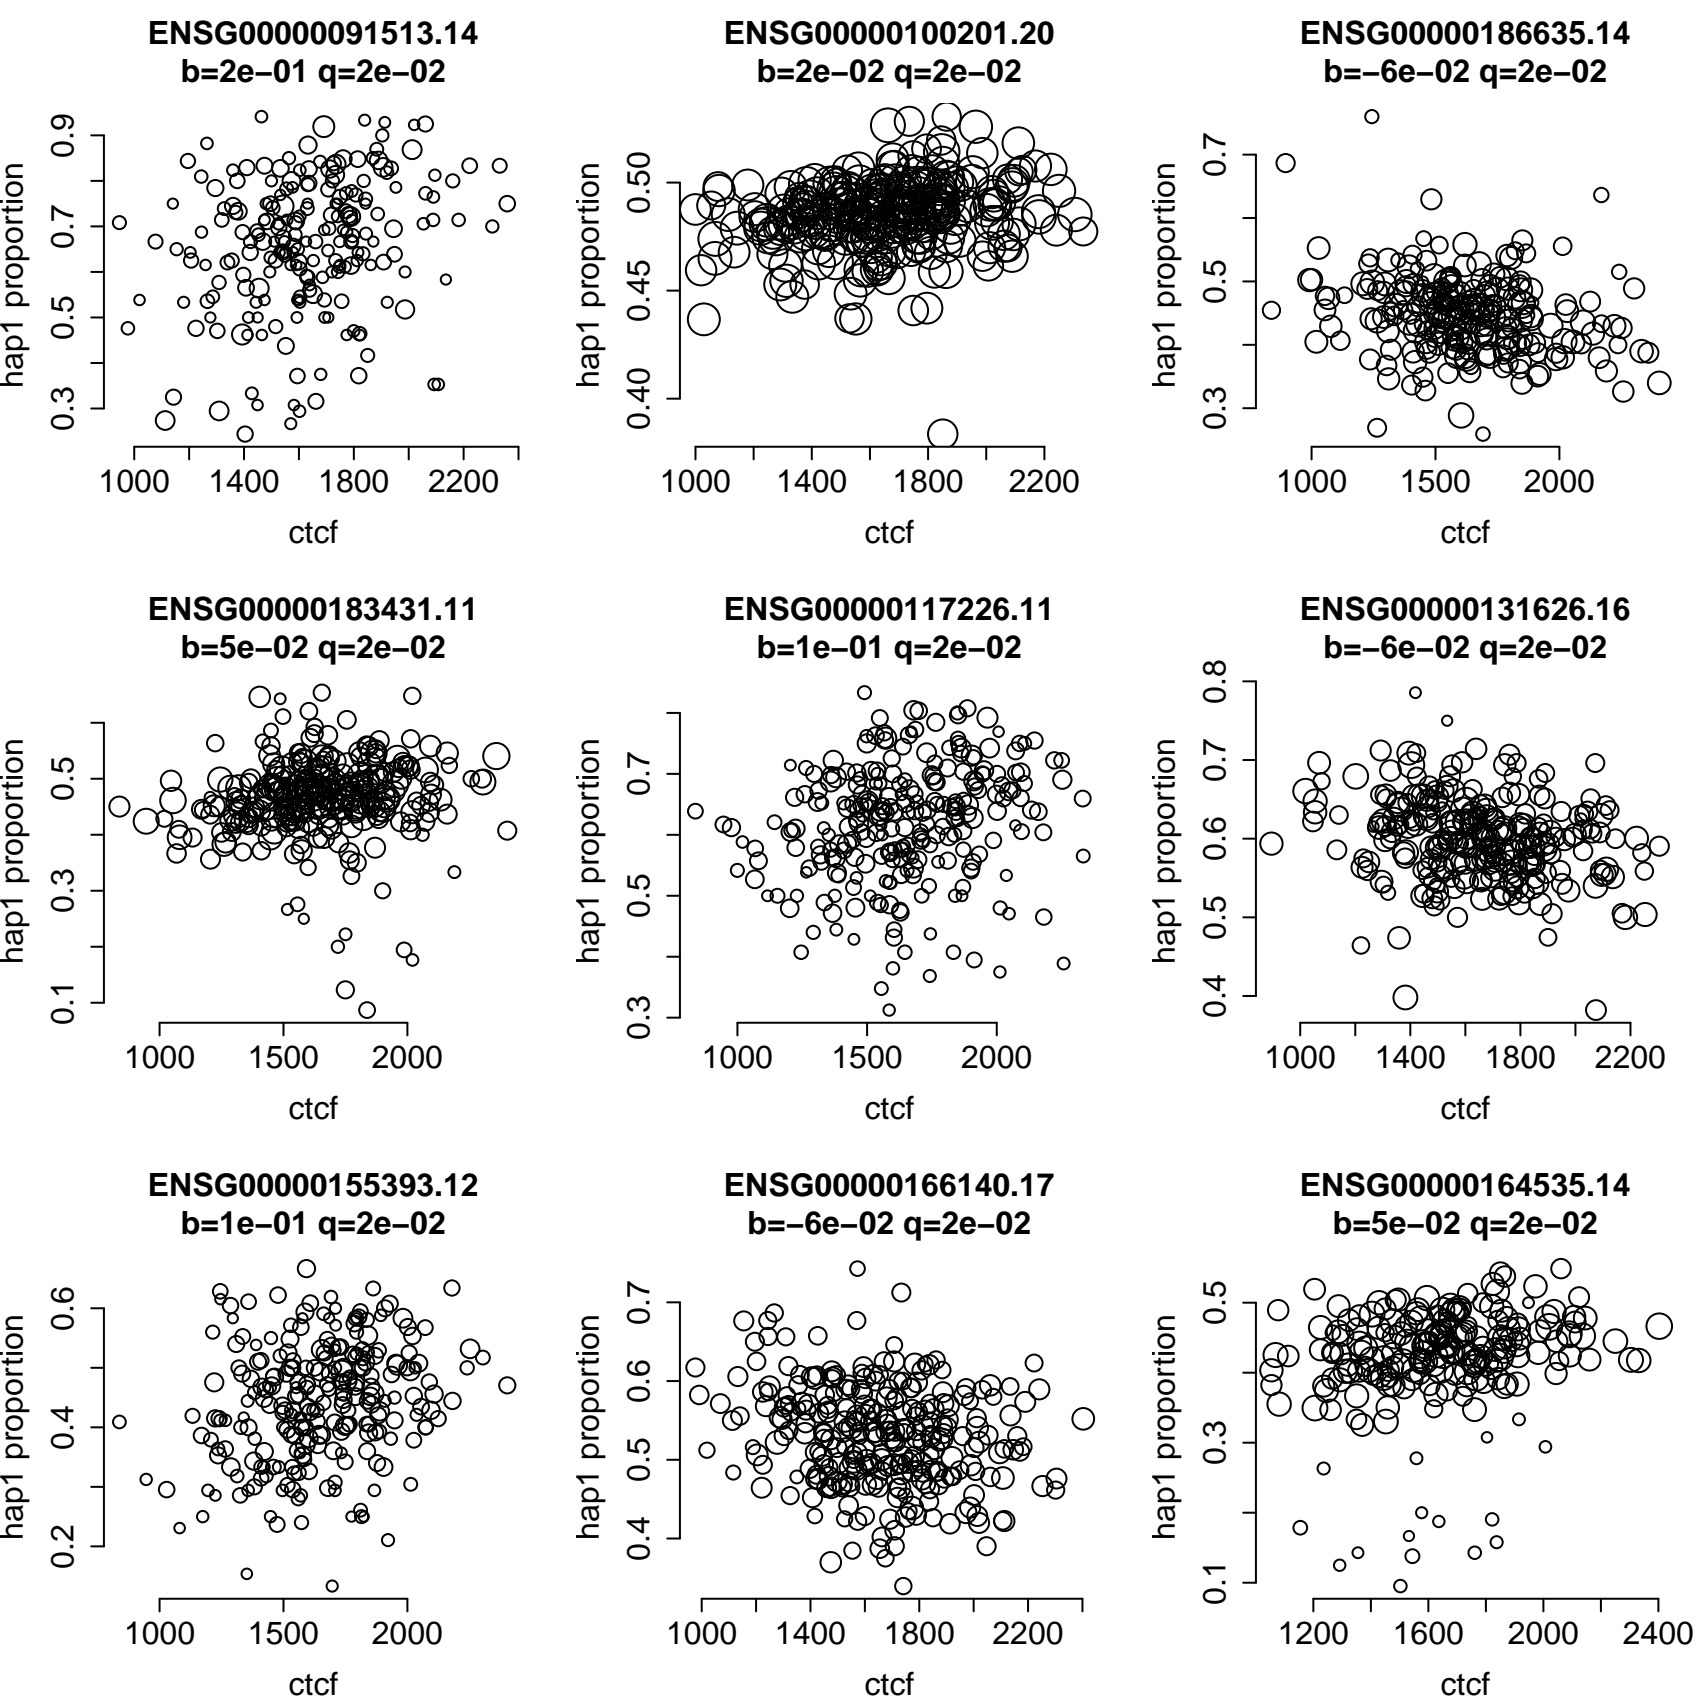 ENSG00000091513.14
b=2e−01 q=2e−02
hap1 proportion
0.3 0.5 0.7 0.9
1000 1400 1800 2200
ctcf
ENSG00000100201.20
b=2e−02 q=2e−02
hap1 proportion
0.40 0.45 0.50
1000 1400 1800 2200
ctcf
ENSG00000186635.14
b=−6e−02 q=2e−02
hap1 proportion
0.3 0.5 0.7
1000 1500 2000
ctcf
ENSG00000183431.11
b=5e−02 q=2e−02
hap1 proportion
0.1 0.3 0.5
1000 1500 2000
ctcf
ENSG00000117226.11
b=1e−01 q=2e−02
hap1 proportion
0.3 0.5 0.7
1000 1500 2000
ctcf
ENSG00000131626.16
b=−6e−02 q=2e−02
hap1 proportion
0.4 0.5 0.6 0.7 0.8
1000 1400 1800 2200
ctcf
ENSG00000155393.12
b=1e−01 q=2e−02
hap1 proportion
0.2 0.4 0.6
1000 1500 2000
ctcf
ENSG00000166140.17
b=−6e−02 q=2e−02
hap1 proportion
0.4 0.5 0.6 0.7
1000 1400 1800 2200
ctcf
ENSG00000164535.14
b=5e−02 q=2e−02
hap1 proportion
0.1 0.3 0.5
1200 1600 2000 2400
ctcf